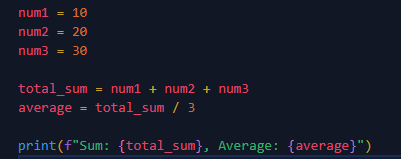 num1 = 10
num2 = 20
num3 = 30
total_sum = num1 + num2 + num3
average = total_sum / 3
print(f"Sum: {total_sum}, Average: {average}")